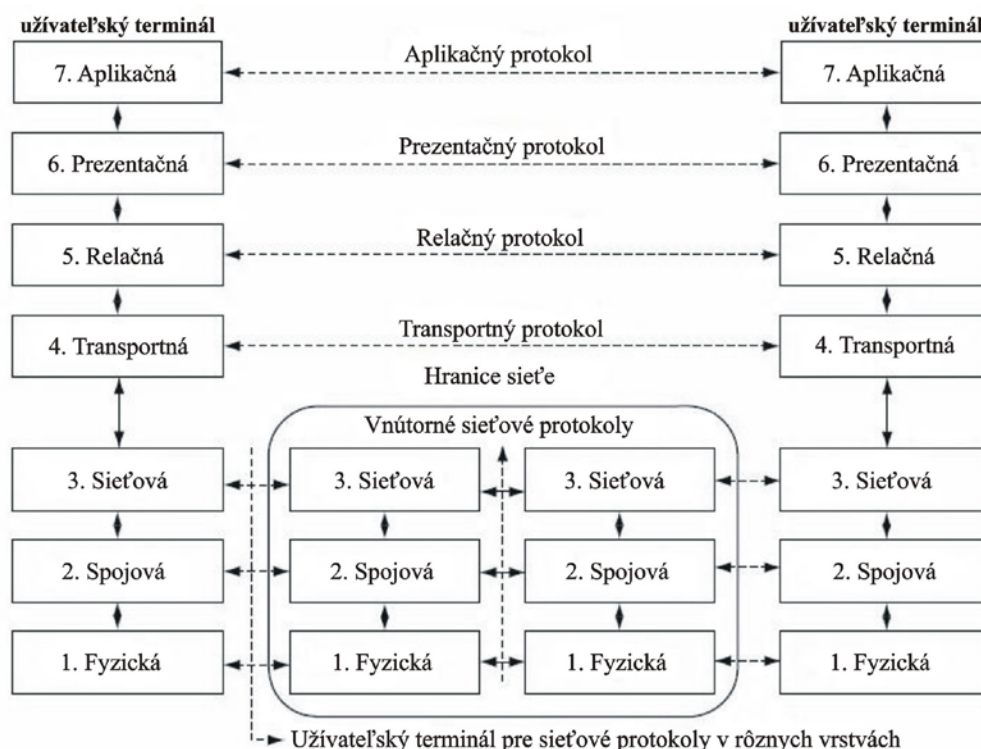 užívateľský terminál
užívateľský terminál
7. Aplikačná
Aplikačný protokol
7. Aplikačná
6. Prezentačná
Prezentačný protokol
6. Prezentačná
5. Relačná
Relačný protokol
5. Relačná
4. Transportná
Transportný protokol
4. Transportná
Hranice sieťe
Vnútorné sieťové protokoly
3. Sieťová
3. Sieťová
3. Sieťová
3. Sieťová
2. Spojová
2. Spojová
2. Spojová
2. Spojová
1. Fyzická
1. Fyzická
1. Fyzická
1. Fyzická
Užívateľský terminál pre sieťové protokoly v rôznych vrstvách